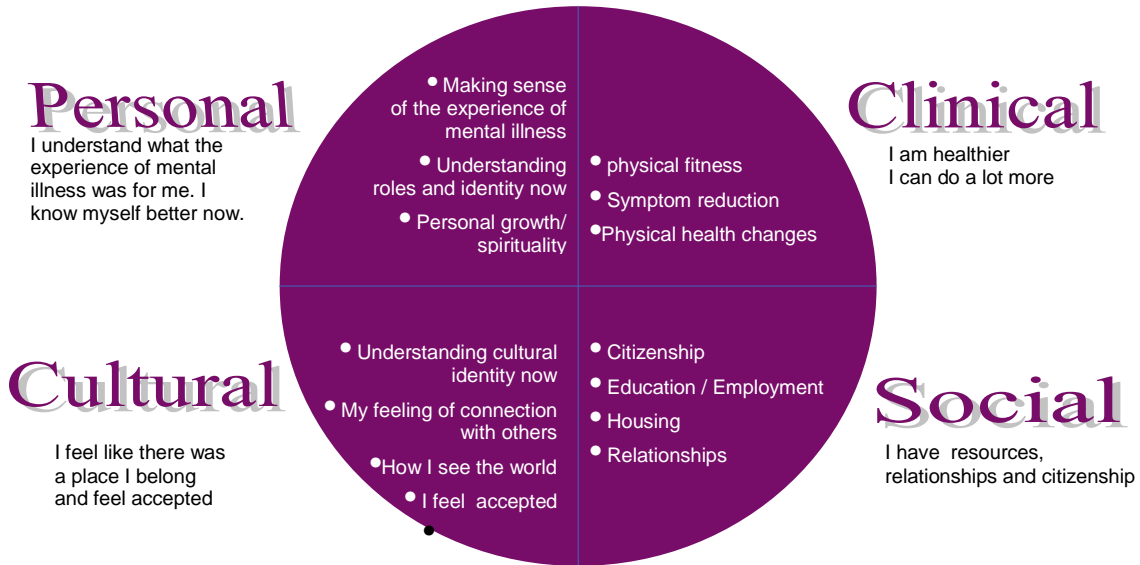 Personal
I understand what the
experience of mental
illness was for me. I
know myself better now.
• Making sense
of the experience of
mental illness
• Understanding
roles and identity now
• Personal growth/
spirituality
Clinical
I am healthier
I can do a lot more
• physical fitness
• Symptom reduction
•Physical health changes
Cultural
I feel like there was
a place I belong
and feel accepted
• Understanding cultural
identity now
• My feeling of connection
with others
•How I see the world
• I feel accepted
•
Social
I have resources,
relationships and citizenship
• Citizenship
• Education / Employment
• Housing
• Relationships